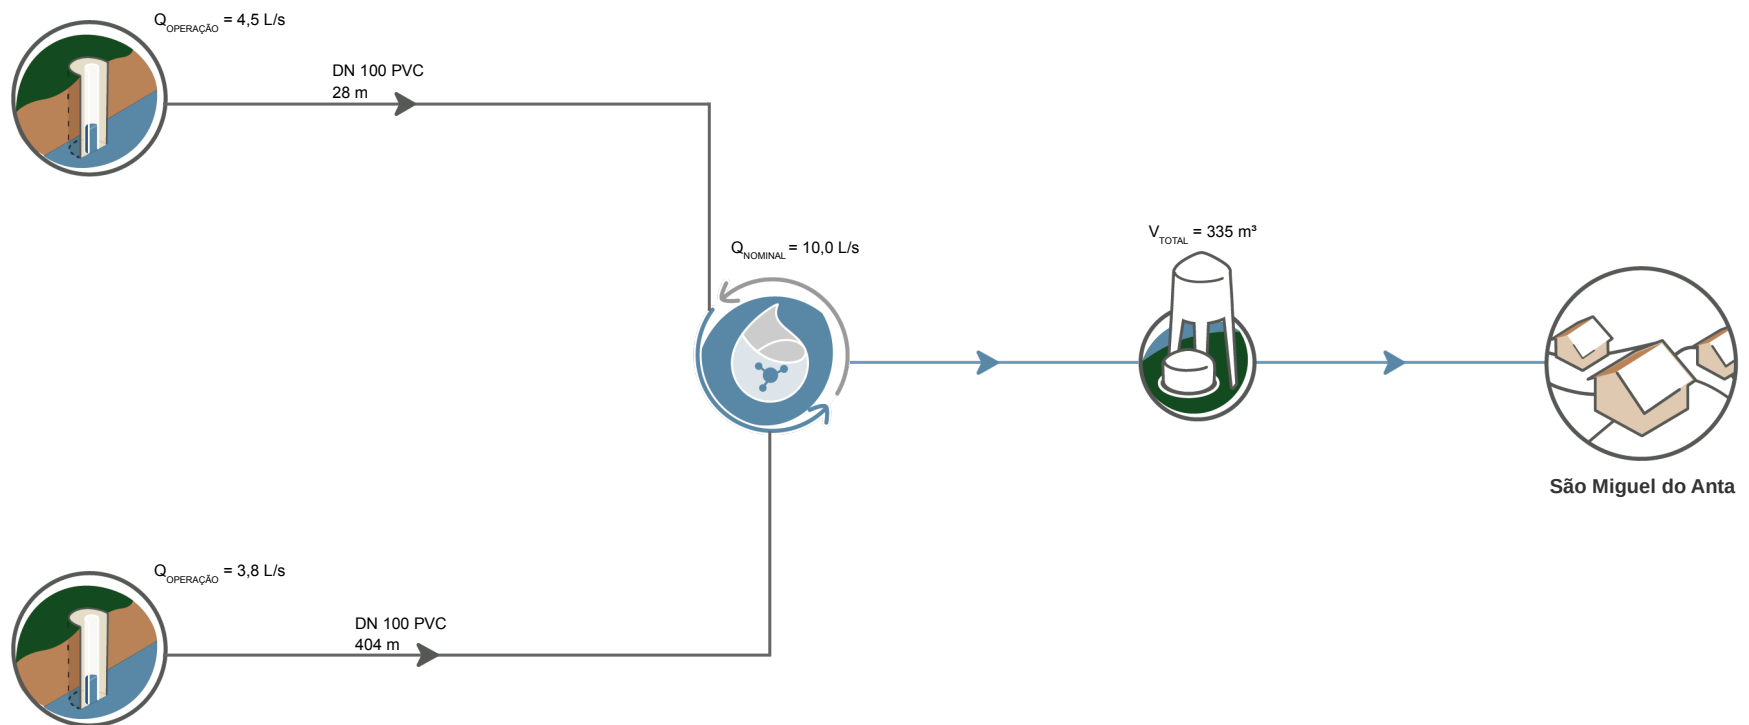 Q OPERAÇÃO = 4,5 L/s
DN 100 PVC
28 m
Q NOMINAL = 10,0 L/s
V TOTAL = 335 m³
São Miguel do Anta
Q OPERAÇÃO = 3,8 L/s
DN 100 PVC
404 m